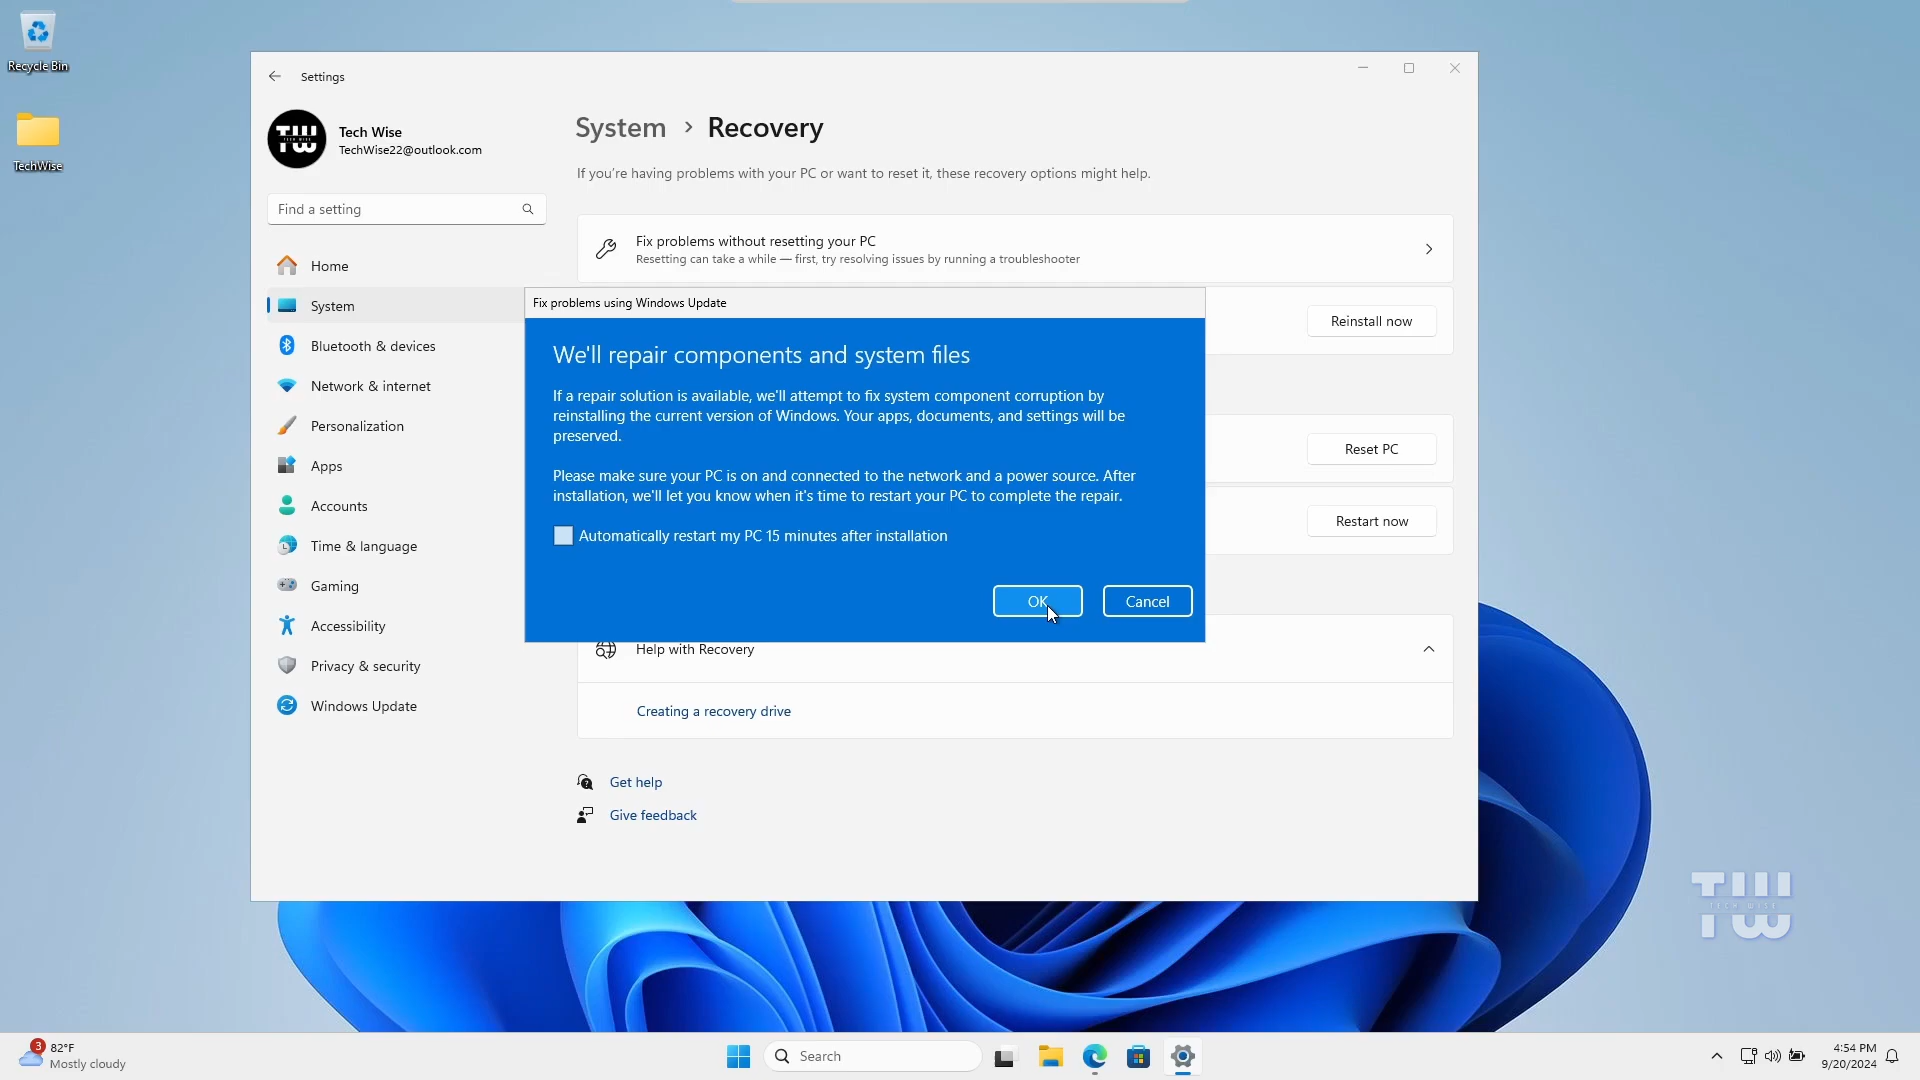 Recycle Bin
TechWise
Settings
TW
Tech Wise
TechWise22@outlook.com
Find a setting
Home
System
Bluetooth & devices
Network & internet
Personalization
Apps
Accounts
Time & language
Gaming
Accessibility
Privacy & security
Windows Update
System › Recovery
If you're having problems with your PC or want to reset it, these recovery options might help.
Fix problems without resetting your PC
Resetting can take a while — first, try resolving issues by running a troubleshooter
Reinstall now
Reset PC
Restart now
Fix problems using Windows Update
We'll repair components and system files
If a repair solution is available, we'll attempt to fix system component corruption by
reinstalling the current version of Windows. Your apps, documents, and settings will be
preserved.
Please make sure your PC is on and connected to the network and a power source. After
installation, we'll let you know when it's time to restart your PC to complete the repair.
Automatically restart my PC 15 minutes after installation
OK
Cancel
Help with Recovery
Creating a recovery drive
Get help
Give feedback
TW
TECH WISE
3
82°F
Mostly cloudy
Search
4:54 PM
9/20/2024